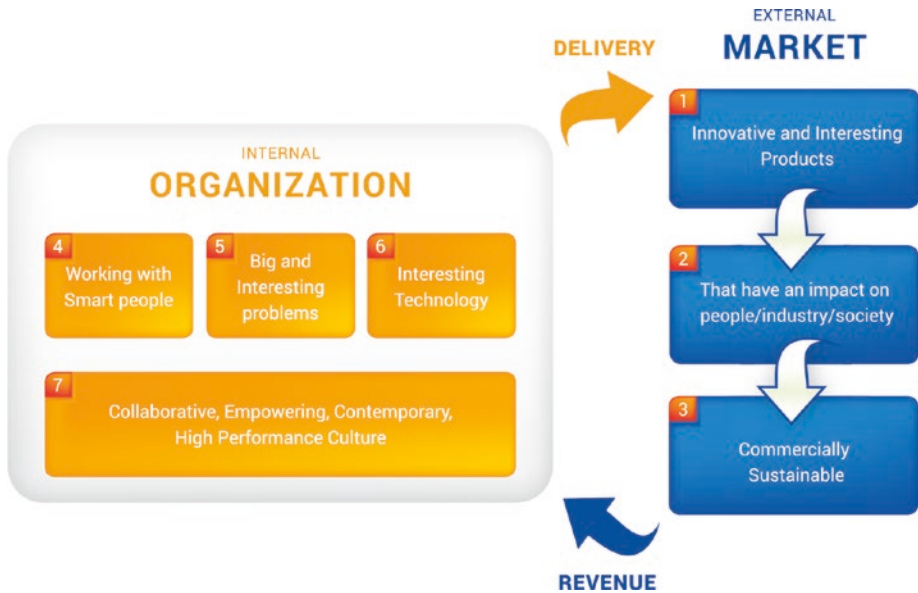 DELIVERY
EXTERNAL
MARKET
1
Innovative and Interesting
Products
2
That have an impact on
people/industry/society
3
Commercially
Sustainable
INTERNAL
ORGANIZATION
4
Working with
Smart people
5
Big and
Interesting
problems
6
Interesting
Technology
7
Collaborative, Empowering, Contemporary,
High Performance Culture
REVENUE